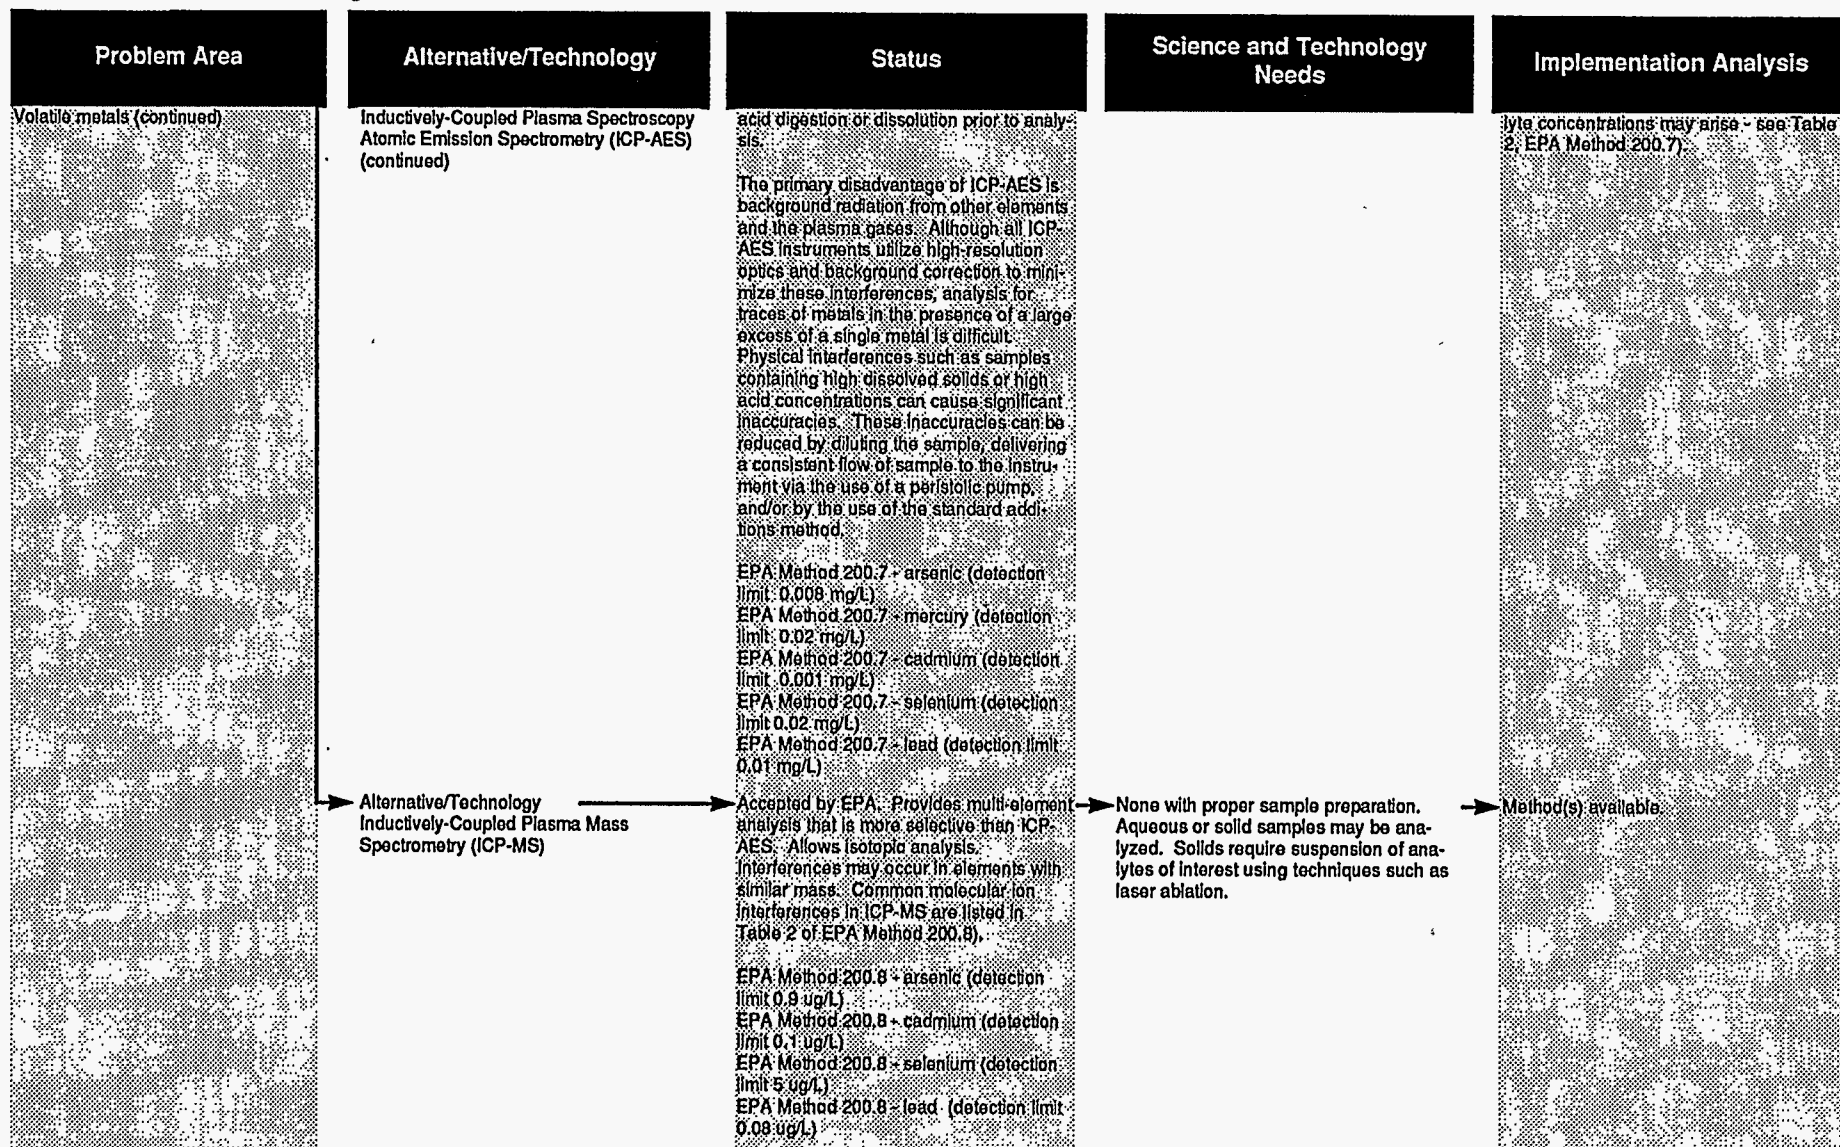 Problem Area
Alternative/Technology
Status
Science and Technology
Needs
Implementation Analysis
Volatile metals (continued)
Inductively-Coupled Plasma Spectroscopy
Atomic Emission Spectrometry (ICP-AES)
(continued)
acid digestion or dissolution prior to analy-
sis.
The primary disadvantage of ICP-AES is
background radiation from other elements
and the plasma gases. Although all ICP-
AES instruments utilize high-resolution
optics and background correction to mini-
mize these interferences, analysis for
traces of metals in the presence of a large
excess of a single metal is difficult.
Physical interferences such as samples
containing high dissolved solids or high
acid concentrations can cause significant
inaccuracies. These inaccuracies can be
reduced by diluting the sample, delivering
a consistent flow of sample to the instru-
ment via the use of a peristolic pump,
and/or by the use of the standard addi-
tions method.
EPA Method 200.7 - arsenic (detection
limit 0.008 mg/L)
EPA Method 200.7 - mercury (detection
limit 0.02 mg/L)
EPA Method 200.7 - cadmium (detection
limit 0.001 mg/L)
EPA Method 200.7 - selenium (detection
limit 0.02 mg/L)
EPA Method 200.7 - lead (detection limit
0.01 mg/L)
lyte concentrations may arise - see Table
2, EPA Method 200.7).
Alternative/Technology
Inductively-Coupled Plasma Mass
Spectrometry (ICP-MS)
Accepted by EPA. Provides multi-element
analysis that is more selective than ICP-
AES. Allows isotopic analysis.
Interferences may occur in elements with
similar mass. Common molecular ion
interferences in ICP-MS are listed in
Table 2 of EPA Method 200.8).
EPA Method 200.8 - arsenic (detection
limit 0.9 ug/L)
EPA Method 200.8 - cadmium (detection
limit 0.1 ug/L)
EPA Method 200.8 - selenium (detection
limit 5 ug/L)
EPA Method 200.8 - lead (detection limit
0.08 ug/L)
None with proper sample preparation.
Aqueous or solid samples may be ana-
lyzed. Solids require suspension of ana-
lytes of interest using techniques such as
laser ablation.
Method(s) available.